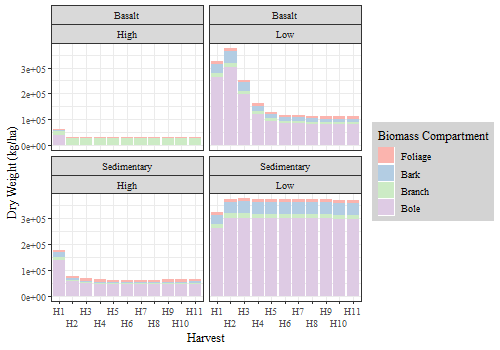 Basalt
Basalt
High
Low
3e+05
2e+05
1e+05
0e+00
Sedimentary
Sedimentary
High
Low
3e+05
2e+05
1e+05
0e+00
H1 H3 H5 H7 H9 H11
H2 H4 H6 H8 H10
H1 H3 H5 H7 H9 H11
H2 H4 H6 H8 H10
Harvest
Dry Weight (kg/ha)
Biomass Compartment
Foliage
Bark
Branch
Bole